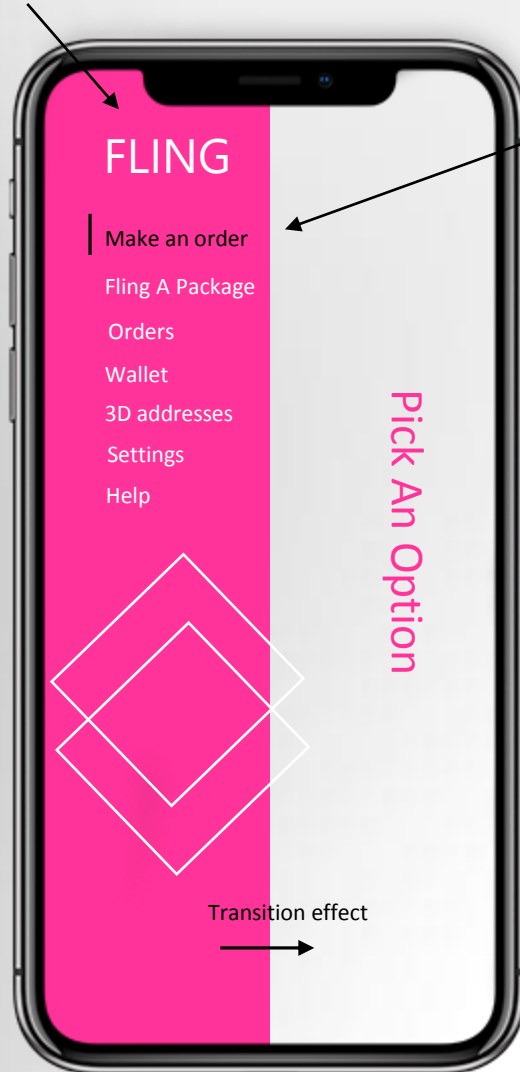 FLING
Make an order
Fling A Package
Orders
Wallet
3D addresses
Settings
Help
Pick An Option
Transition effect